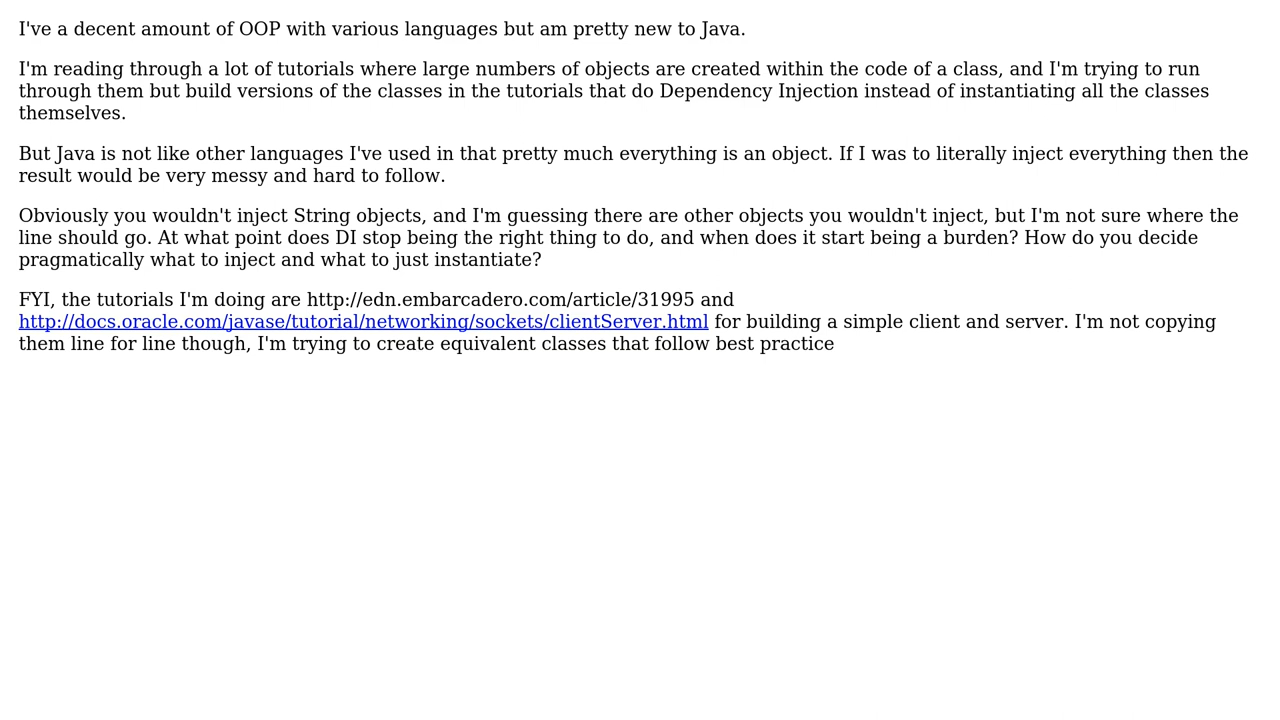 I've a decent amount of OOP with various languages but am pretty new to Java.
I'm reading through a lot of tutorials where large numbers of objects are created within the code of a class, and I'm trying to run
through them but build versions of the classes in the tutorials that do Dependency Injection instead of instantiating all the classes
themselves.
But Java is not like other languages I've used in that pretty much everything is an object. If I was to literally inject everything then the
result would be very messy and hard to follow.
Obviously you wouldn't inject String objects, and I'm guessing there are other objects you wouldn't inject, but I'm not sure where the
line should go. At what point does DI stop being the right thing to do, and when does it start being a burden? How do you decide
pragmatically what to inject and what to just instantiate?
FYI, the tutorials I'm doing are http://edn.embarcadero.com/article/31995 and
http://docs.oracle.com/javase/tutorial/networking/sockets/clientServer.html for building a simple client and server. I'm not copying
them line for line though, I'm trying to create equivalent classes that follow best practice